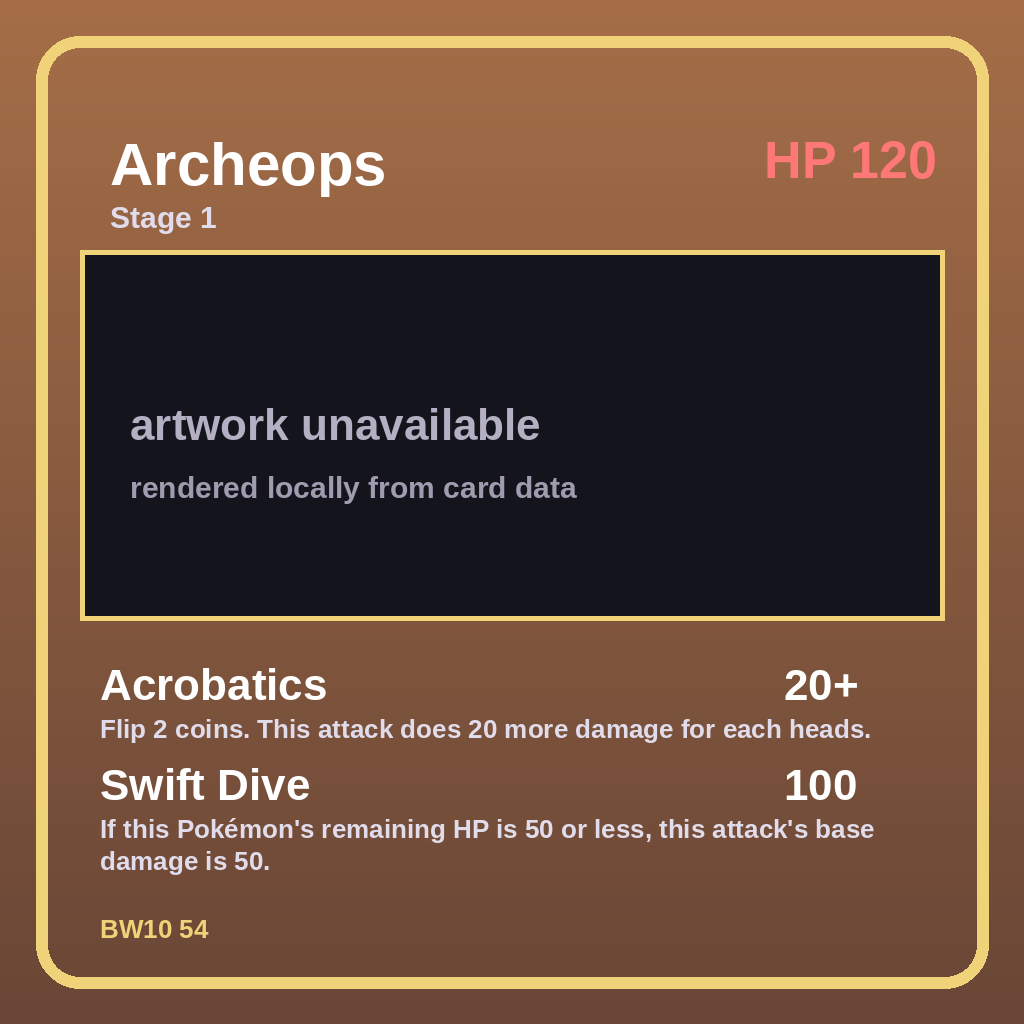 Archeops
HP 120
Stage 1
artwork unavailable
rendered locally from card data
Acrobatics
20+
Flip 2 coins. This attack does 20 more damage for each heads.
Swift Dive
100
If this Pokémon's remaining HP is 50 or less, this attack's base
damage is 50.
BW10 54